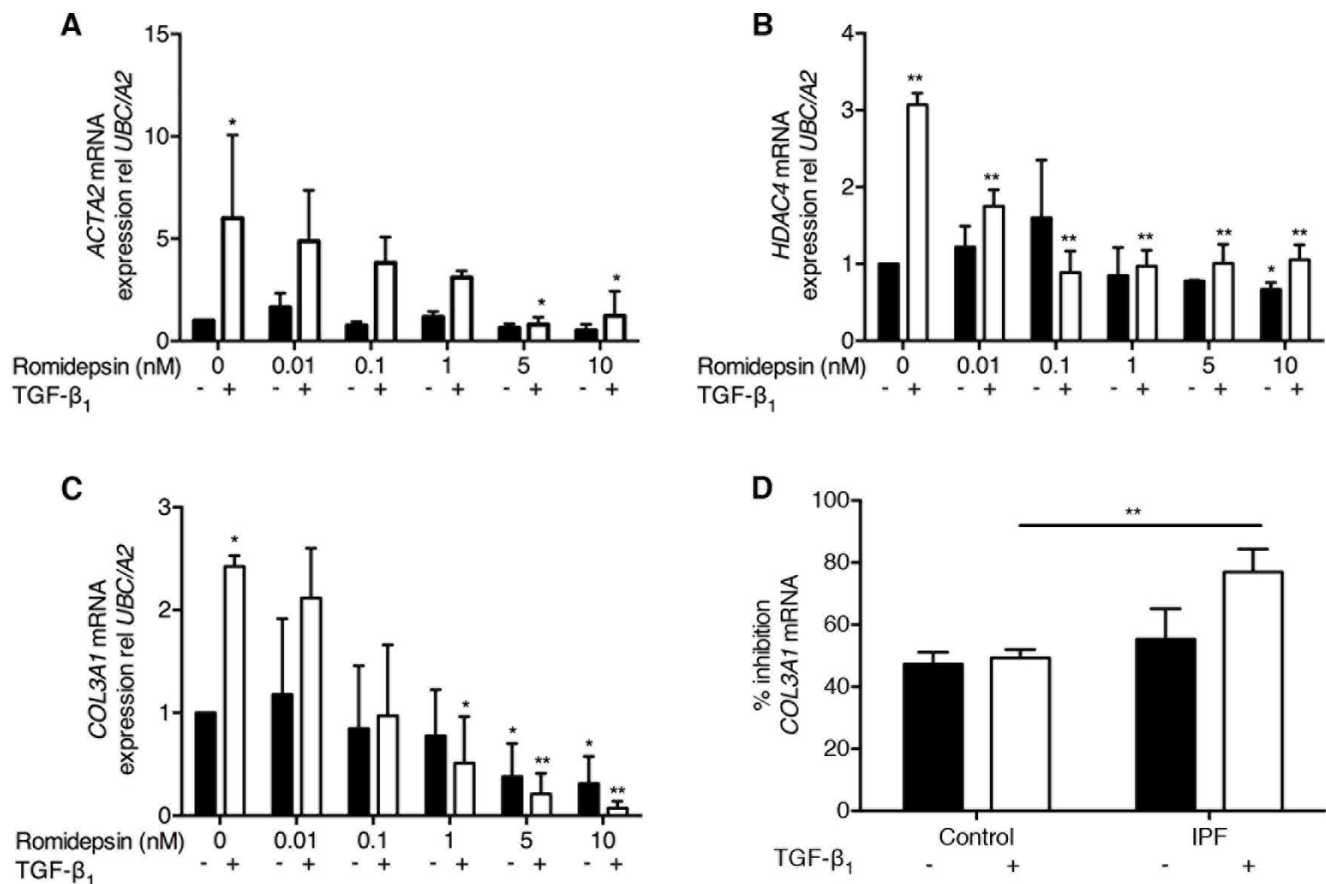 A
15
10
5
0
ACTA2 mRNA
expression rel UBC/A2
*
*
*
Romidepsin (nM) 0 0.01 0.1 1 5 10
TGF-β1 - + - + - + - + - + - +
B
4
3
2
1
0
HDAC4 mRNA
expression rel UBC/A2
**
**
**
**
**
*
**
Romidepsin (nM) 0 0.01 0.1 1 5 10
TGF-β1 - + - + - + - + - + - +
C
3
2
1
0
COL3A1 mRNA
expression rel UBC/A2
*
*
*
**
*
**
Romidepsin (nM) 0 0.01 0.1 1 5 10
TGF-β1 - + - + - + - + - + - +
D
100
80
60
40
20
0
% inhibition
COL3A1 mRNA
**
Control IPF
TGF-β1 - + - +